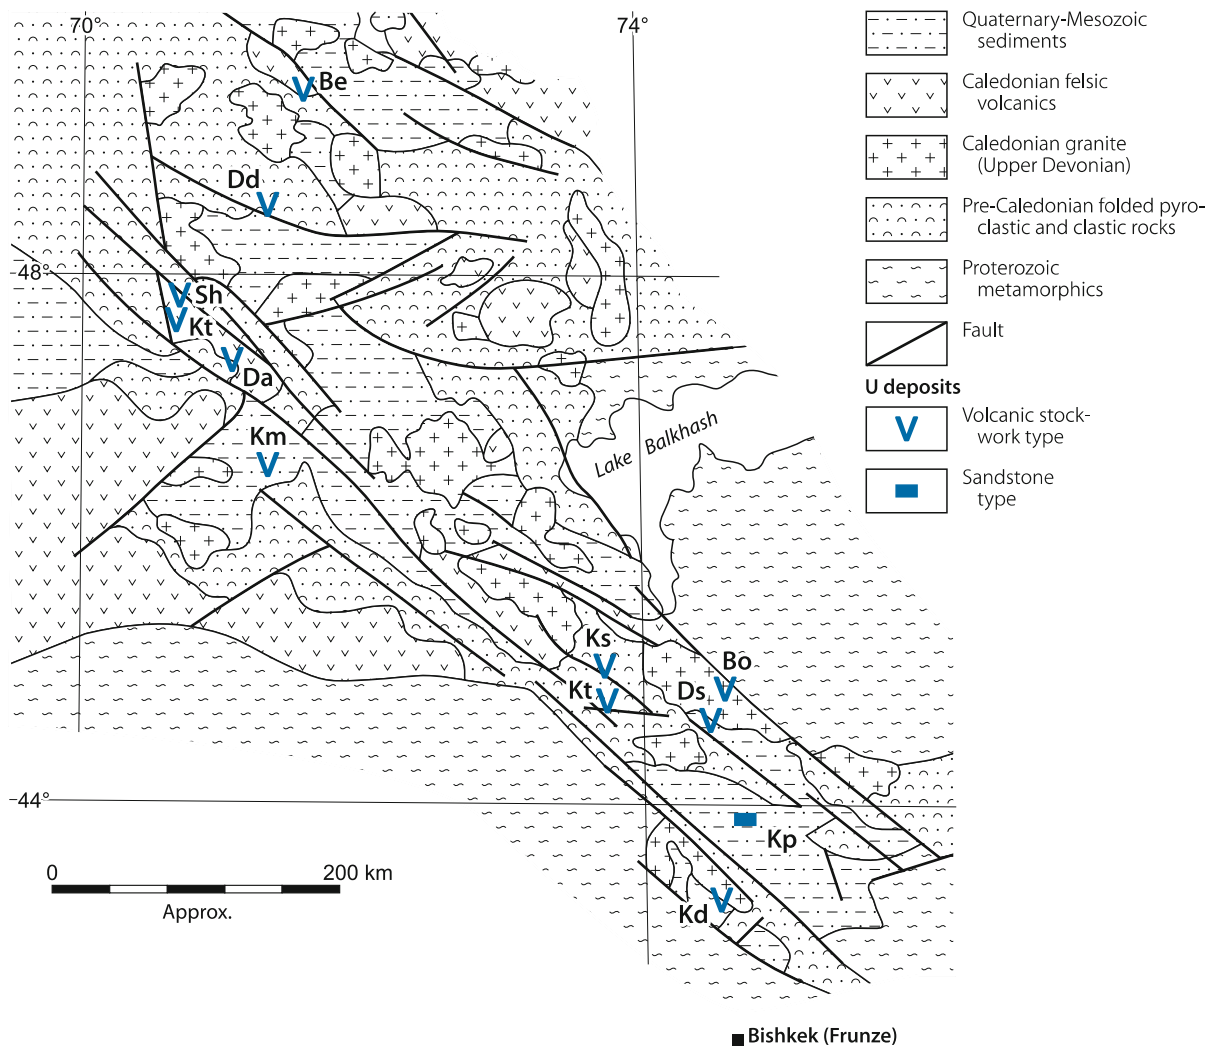 70°
74°
Be
Dd
48°
Sh
Kt
Da
Km
Lake Balkhash
Ks
Kt
Bo
Ds
44°
Kp
Kd
0
200 km
Approx.
Bishkek (Frunze)
Quaternary-Mesozoic
sediments
Caledonian felsic
volcanics
Caledonian granite
(Upper Devonian)
Pre-Caledonian folded pyro-
clastic and clastic rocks
Proterozoic
metamorphics
Fault
U deposits
Volcanic stock-
work type
Sandstone
type